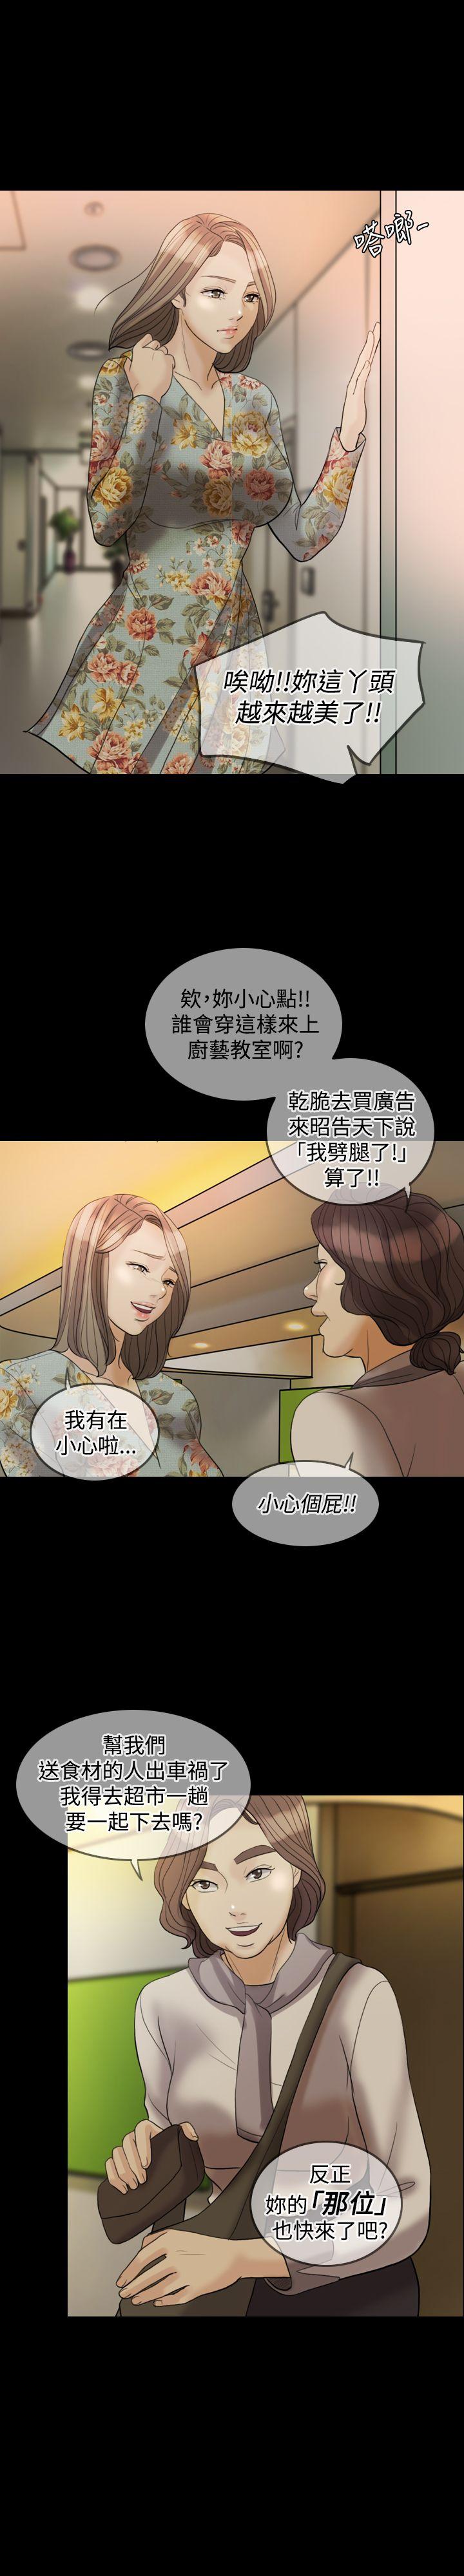 嗒啷~
唉呦!!妳這丫頭
越來越美了!!
欸,妳小心點!!
誰會穿這樣來上
廚藝教室啊?
乾脆去買廣告
來昭告天下說
「我劈腿了!」
算了!!
我有在
小心啦...
小心個屁!!
幫我們
送食材的人出車禍了
我得去超市一趟
要一起下去嗎?
反正
妳的「那位」
也快來了吧?